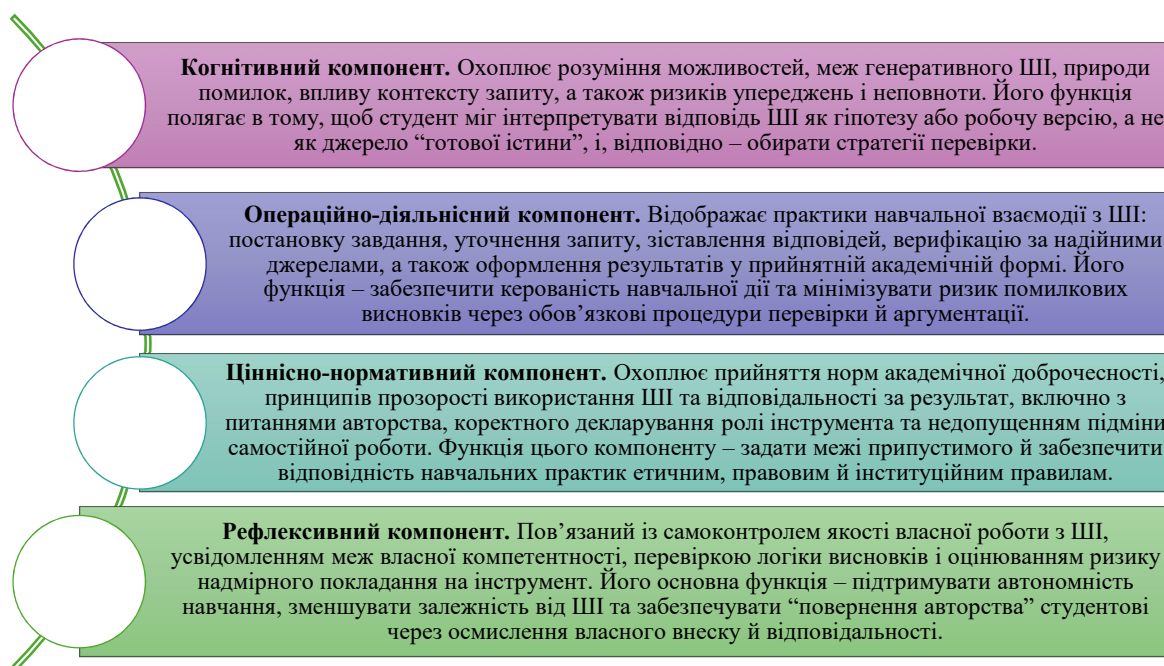 Когнітивний компонент. Охоплює розуміння можливостей, меж генеративного ШІ, природи
помилок, впливу контексту запиту, а також ризиків упереджень і неповноти. Його функція
полягає в тому, щоб студент міг інтерпретувати відповідь ШІ як гіпотезу або робочу версію, а не
як джерело “готової істини”, і, відповідно – обирати стратегії перевірки.
Операційно-діяльнісний компонент. Відображає практики навчальної взаємодії з ШІ:
постановку завдання, уточнення запиту, зіставлення відповідей, верифікацію за надійними
джерелами, а також оформлення результатів у прийнятній академічній формі. Його
функція – забезпечити керованість навчальної дії та мінімізувати ризик помилкових
висновків через обов’язкові процедури перевірки й аргументації.
Ціннісно-нормативний компонент. Охоплює прийняття норм академічної доброчесності,
принципів прозорості використання ШІ та відповідальності за результат, включно з
питаннями авторства, коректного декларування ролі інструмента та недопущенням підміни
самостійної роботи. Функція цього компоненту – задати межі припустимого й забезпечити
відповідність навчальних практик етичним, правовим й інституційним правилам.
Рефлексивний компонент. Пов’язаний із самоконтролем якості власної роботи з ШІ,
усвідомленням меж власної компетентності, перевіркою логіки висновків і оцінюванням ризику
надмірного покладання на інструмент. Його основна функція – підтримувати автономність
навчання, зменшувати залежність від ШІ та забезпечувати “повернення авторства” студентові
через осмислення власного внеску й відповідальності.